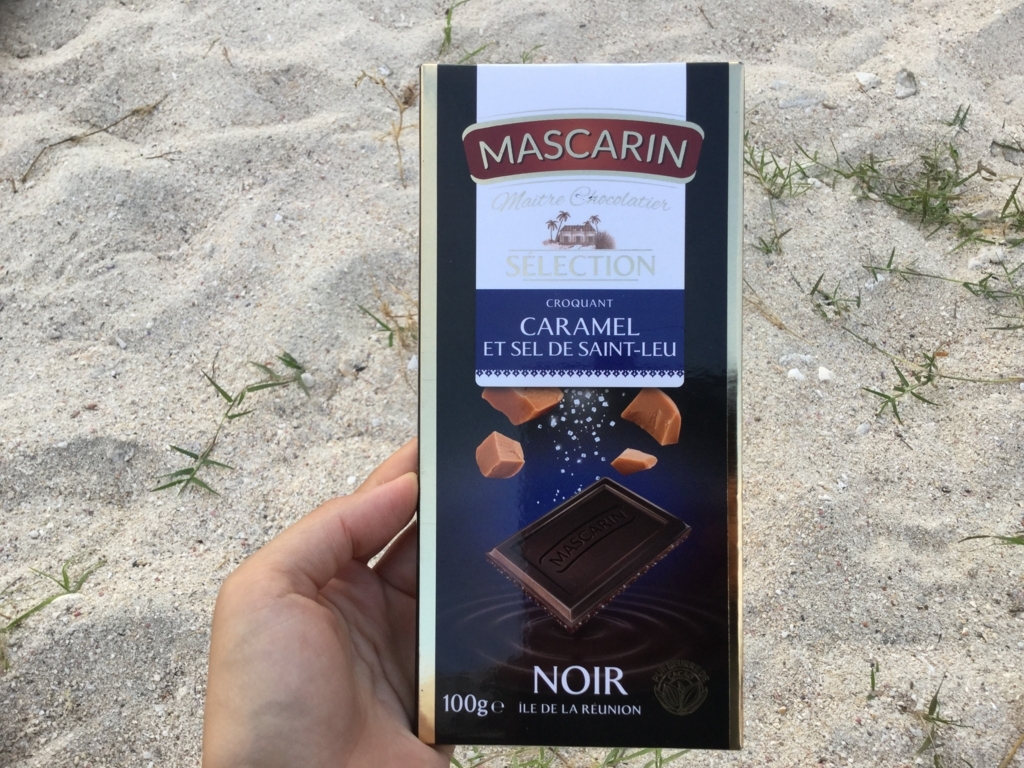 MASCARIN
Maître Chocolatier
SÉLECTION
CROQUANT
CARAMEL
ET SEL DE SAINT-LEU
MASCARIN
NOIR
100g e ÎLE DE LA RÉUNION